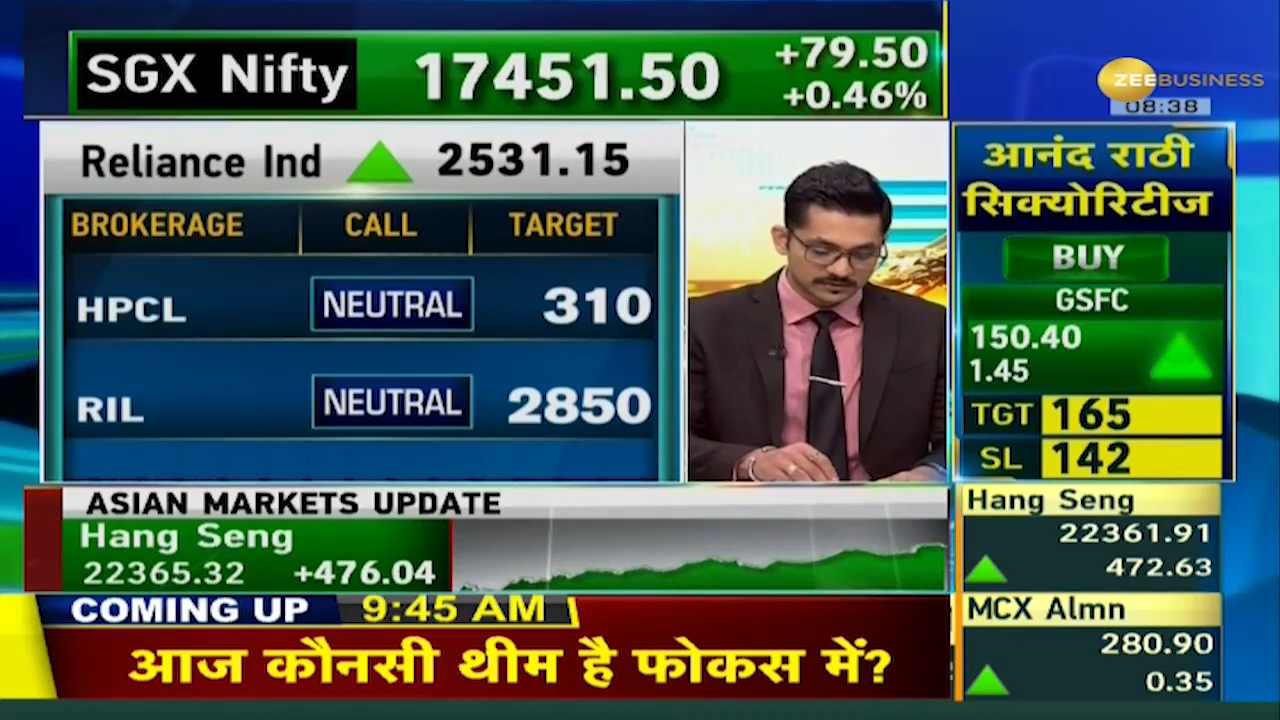 SGX Nifty 17451.50 +79.50 +0.46%
ZEEBUSINESS
08:38
Reliance Ind 2531.15
BROKERAGE CALL TARGET
HPCL NEUTRAL 310
RIL NEUTRAL 2850
आनंद राठी
सिक्योरिटीज
BUY
GSFC
150.40
1.45
TGT 165
SL 142
ASIAN MARKETS UPDATE
Hang Seng
22365.32 +476.04
Hang Seng
22361.91
472.63
MCX Almn
280.90
0.35
COMING UP 9:45 AM
आज कौनसी थीम है फोकस में?